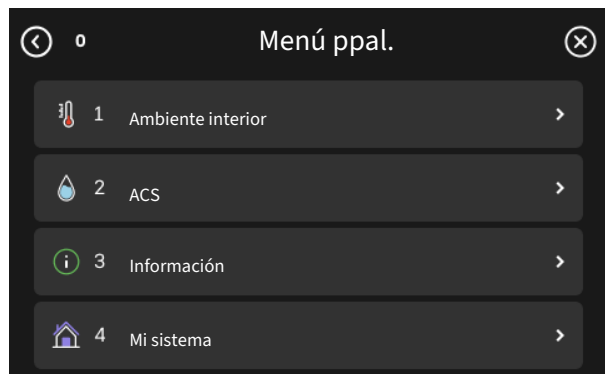 0 Menú ppal.
1 Ambiente interior
2 ACS
3 Información
4 Mi sistema